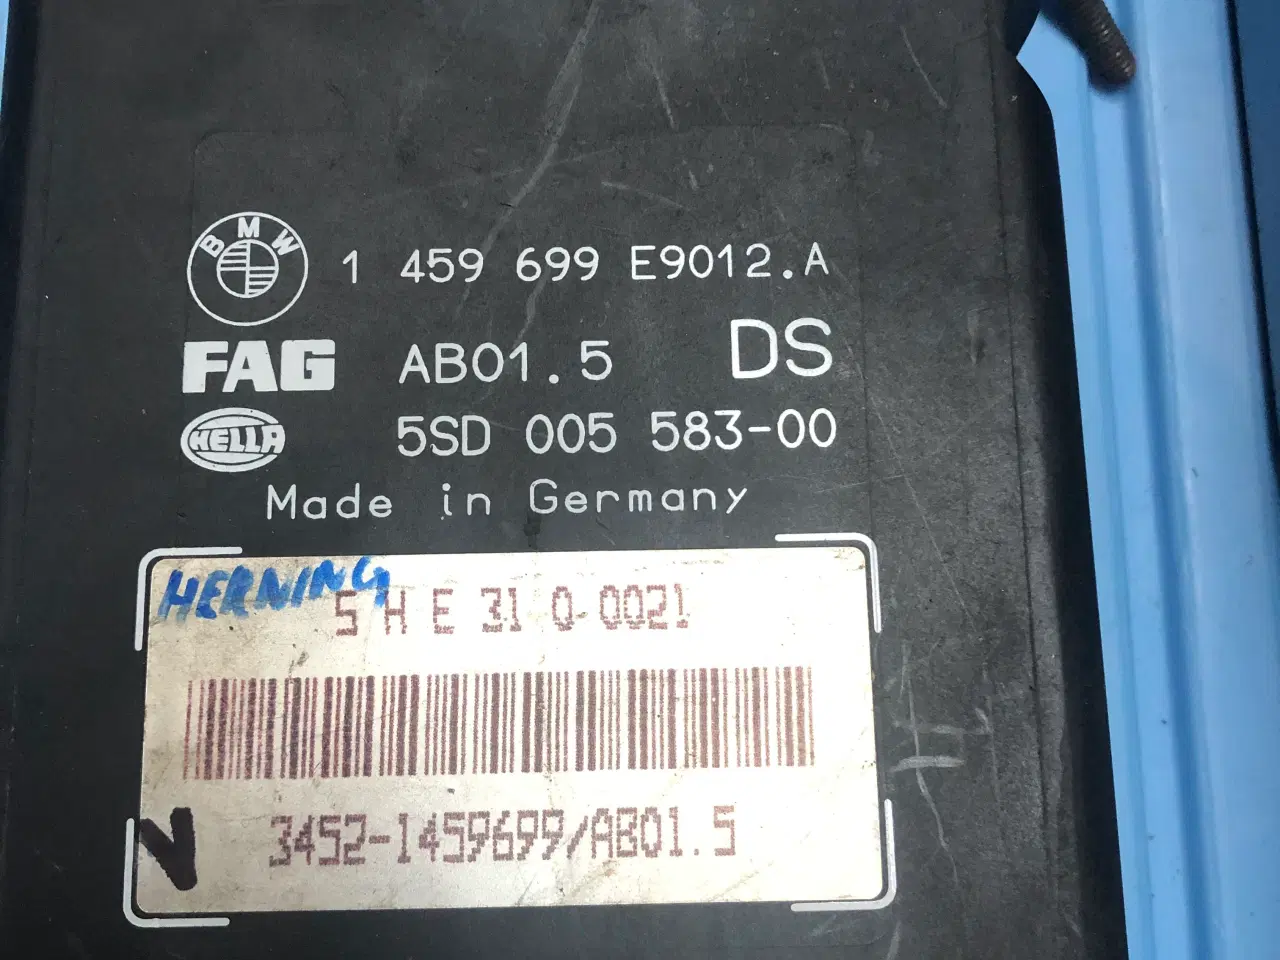 BMW
1 459 699 E9012.A
FAG AB01.5 DS
HELLA 5SD 005 583-00
Made in Germany
HERNING
5 H E 31 0 0021
3452-1459699/AB01.5
V